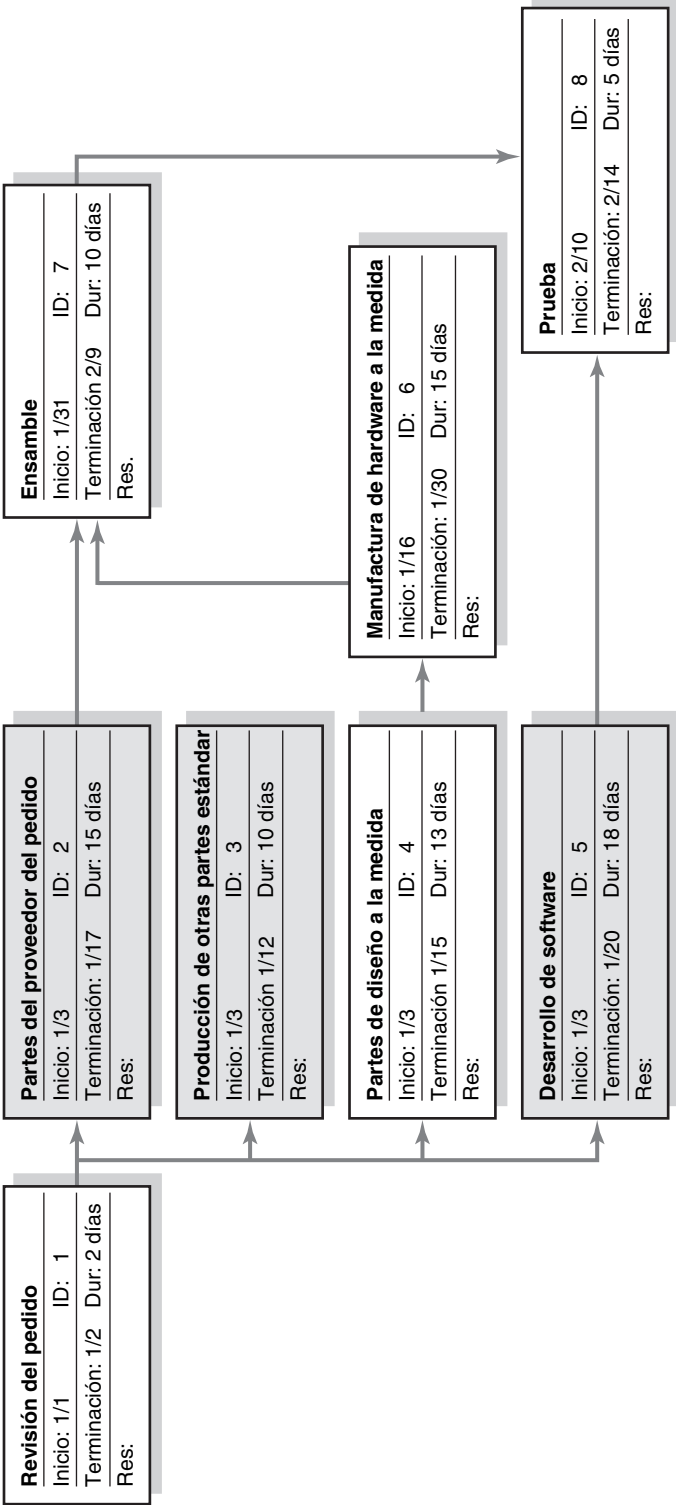 Revisión del pedido
Inicio: 1/1 ID: 1
Terminación: 1/2 Dur: 2 días
Res:
Partes del proveedor del pedido
Inicio: 1/3 ID: 2
Terminación: 1/17 Dur: 15 días
Res:
Producción de otras partes estándar
Inicio: 1/3 ID: 3
Terminación 1/12 Dur: 10 días
Res:
Partes de diseño a la medida
Inicio: 1/3 ID: 4
Terminación 1/15 Dur: 13 días
Res:
Desarrollo de software
Inicio: 1/3 ID: 5
Terminación: 1/20 Dur: 18 días
Res:
Manufactura de hardware a la medida
Inicio: 1/16 ID: 6
Terminación: 1/30 Dur: 15 días
Res:
Ensamble
Inicio: 1/31 ID: 7
Terminación 2/9 Dur: 10 días
Res.
Prueba
Inicio: 2/10 ID: 8
Terminación: 2/14 Dur: 5 días
Res: